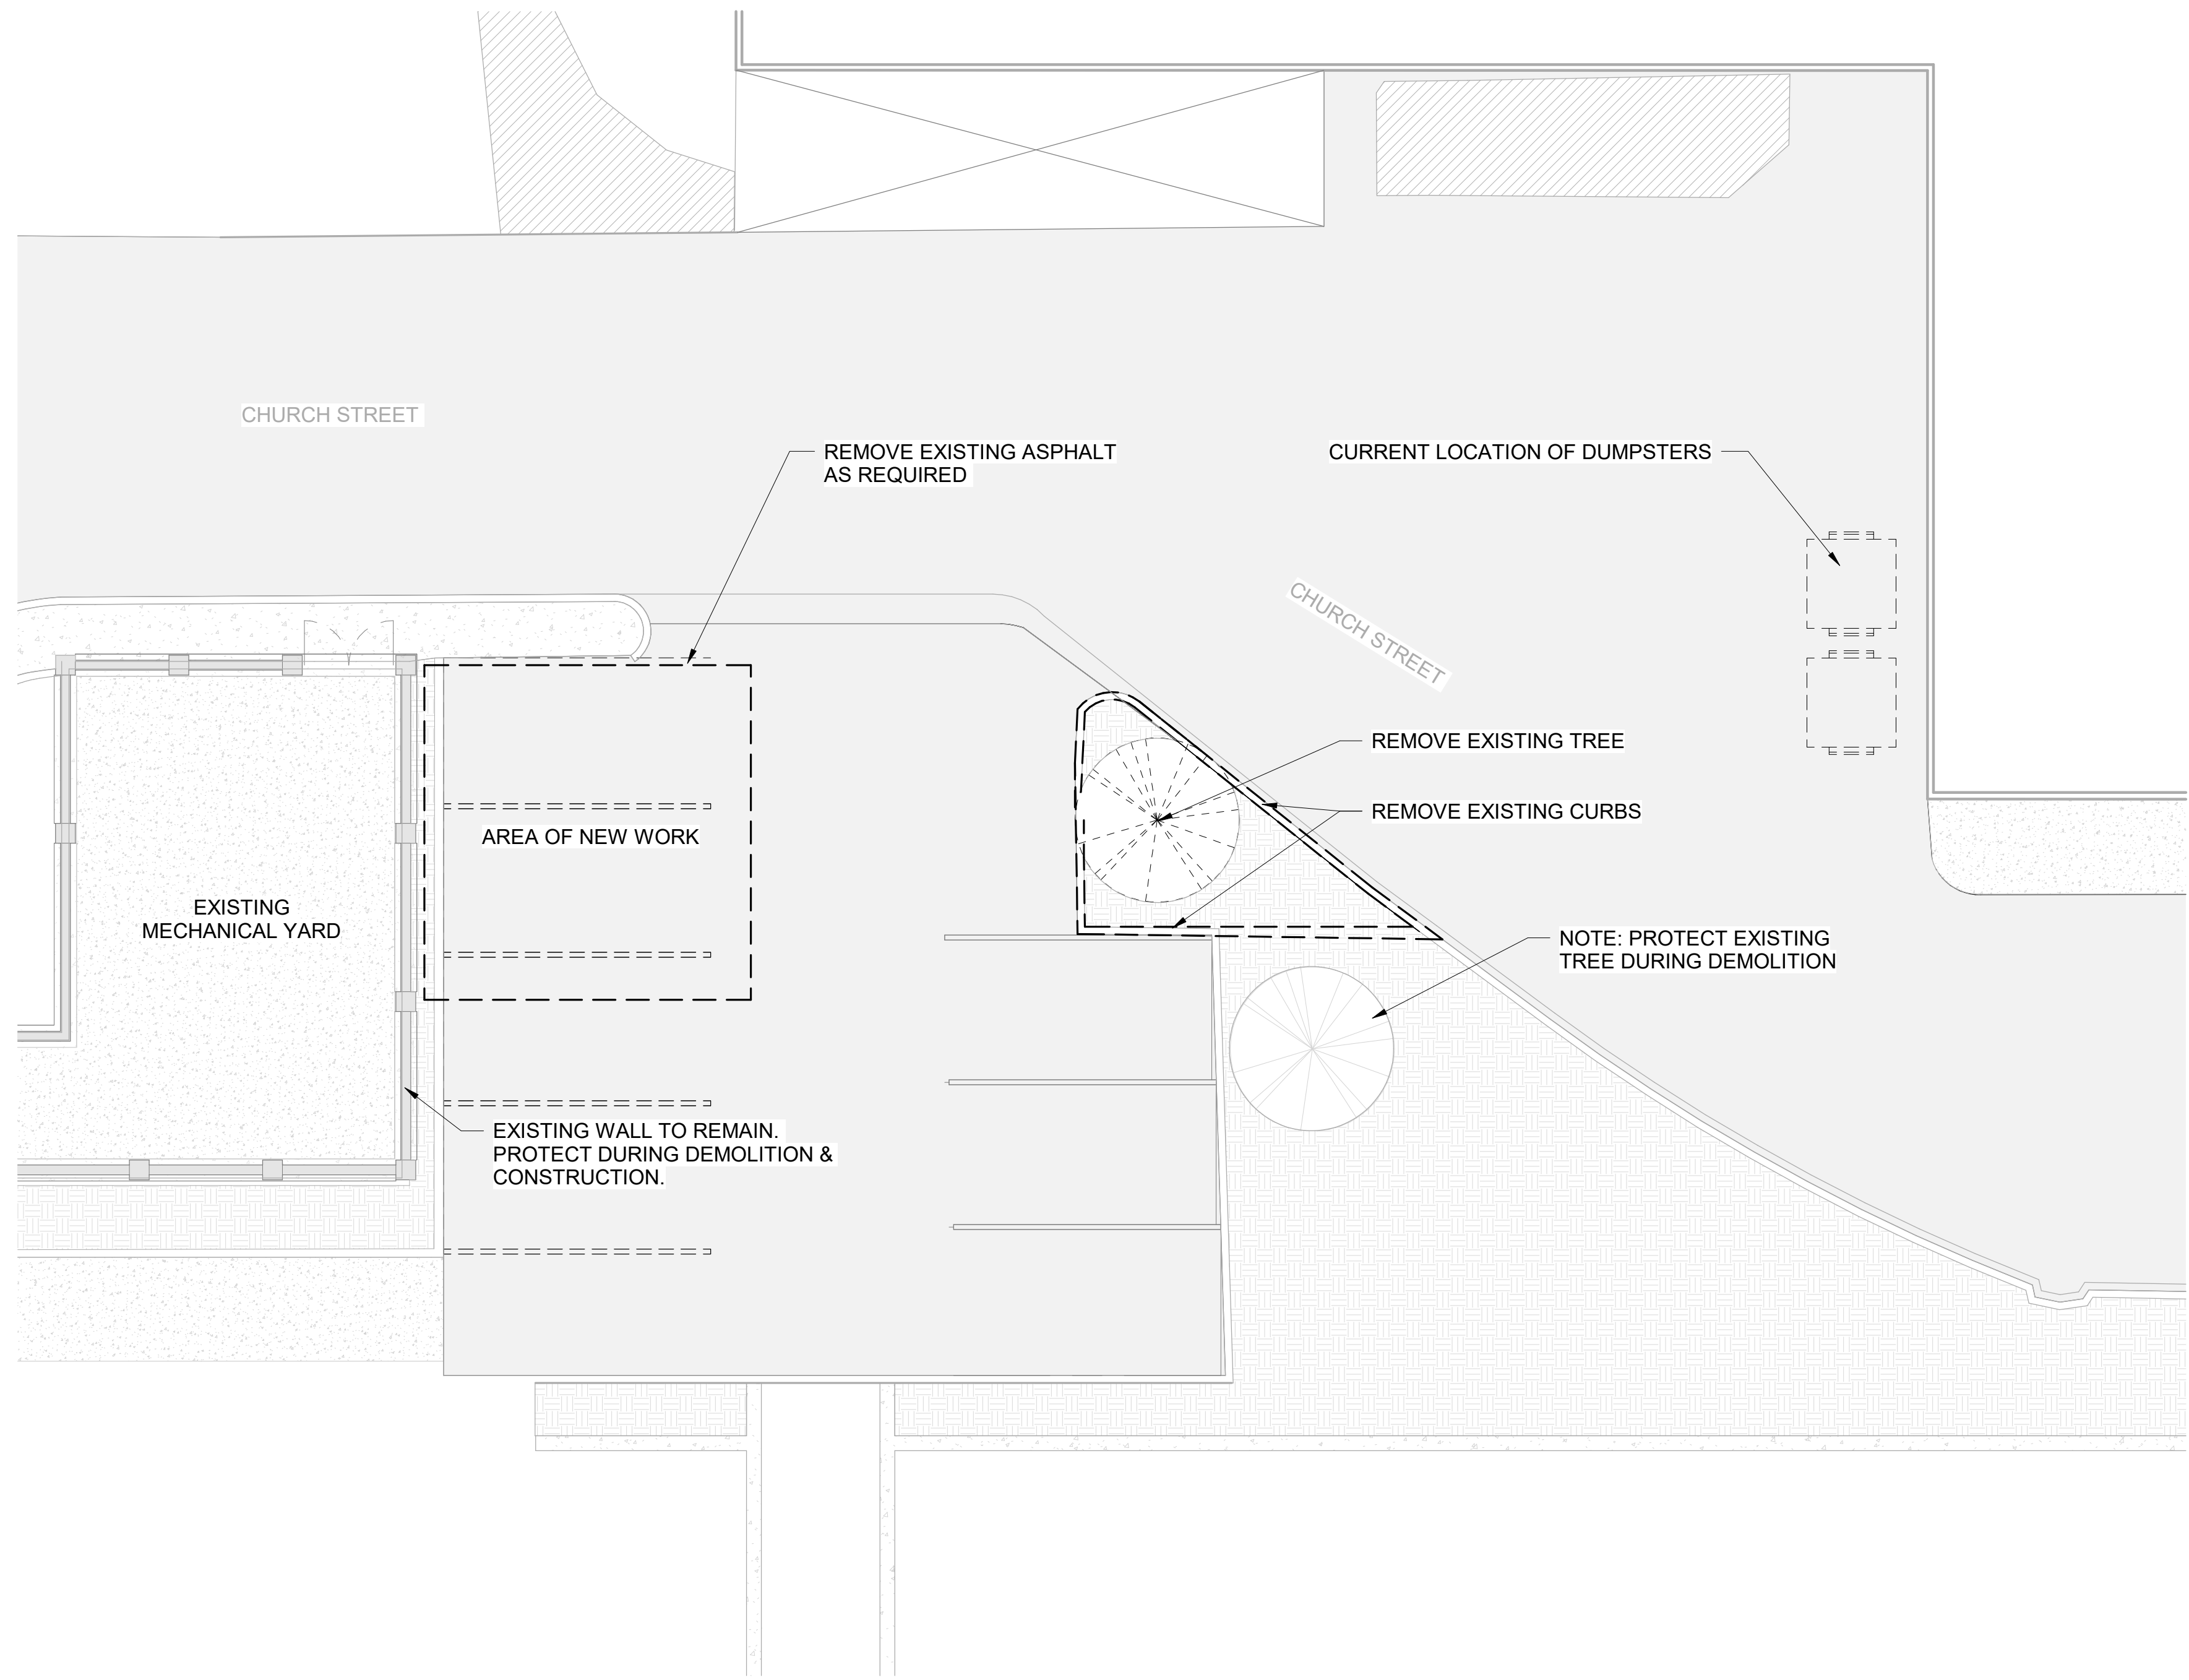 CHURCH STREET
REMOVE EXISTING ASPHALT
AS REQUIRED
CURRENT LOCATION OF DUMPSTERS
CHURCH STREET
REMOVE EXISTING TREE
REMOVE EXISTING CURBS
AREA OF NEW WORK
EXISTING
MECHANICAL YARD
NOTE: PROTECT EXISTING
TREE DURING DEMOLITION
EXISTING WALL TO REMAIN.
PROTECT DURING DEMOLITION &
CONSTRUCTION.